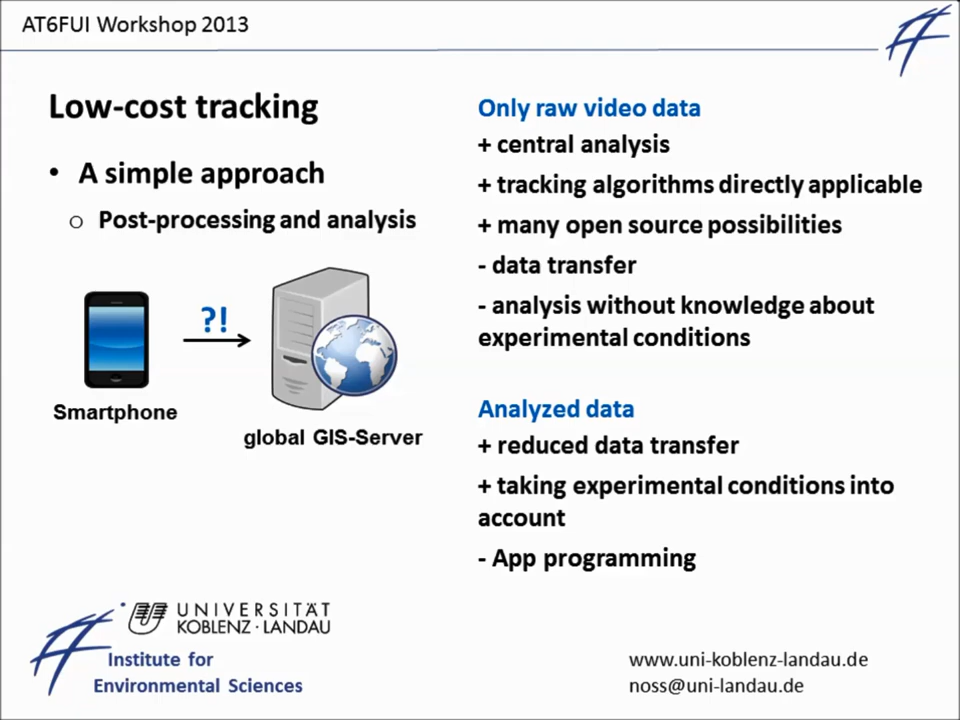 AT6FUI Workshop 2013
Low-cost tracking
• A simple approach
o Post-processing and analysis
?!
Smartphone
global GIS-Server
Only raw video data
+ central analysis
+ tracking algorithms directly applicable
+ many open source possibilities
- data transfer
- analysis without knowledge about
experimental conditions
Analyzed data
+ reduced data transfer
+ taking experimental conditions into
account
- App programming
UNIVERSITÄT
KOBLENZ · LANDAU
Institute for
Environmental Sciences
www.uni-koblenz-landau.de
noss@uni-landau.de